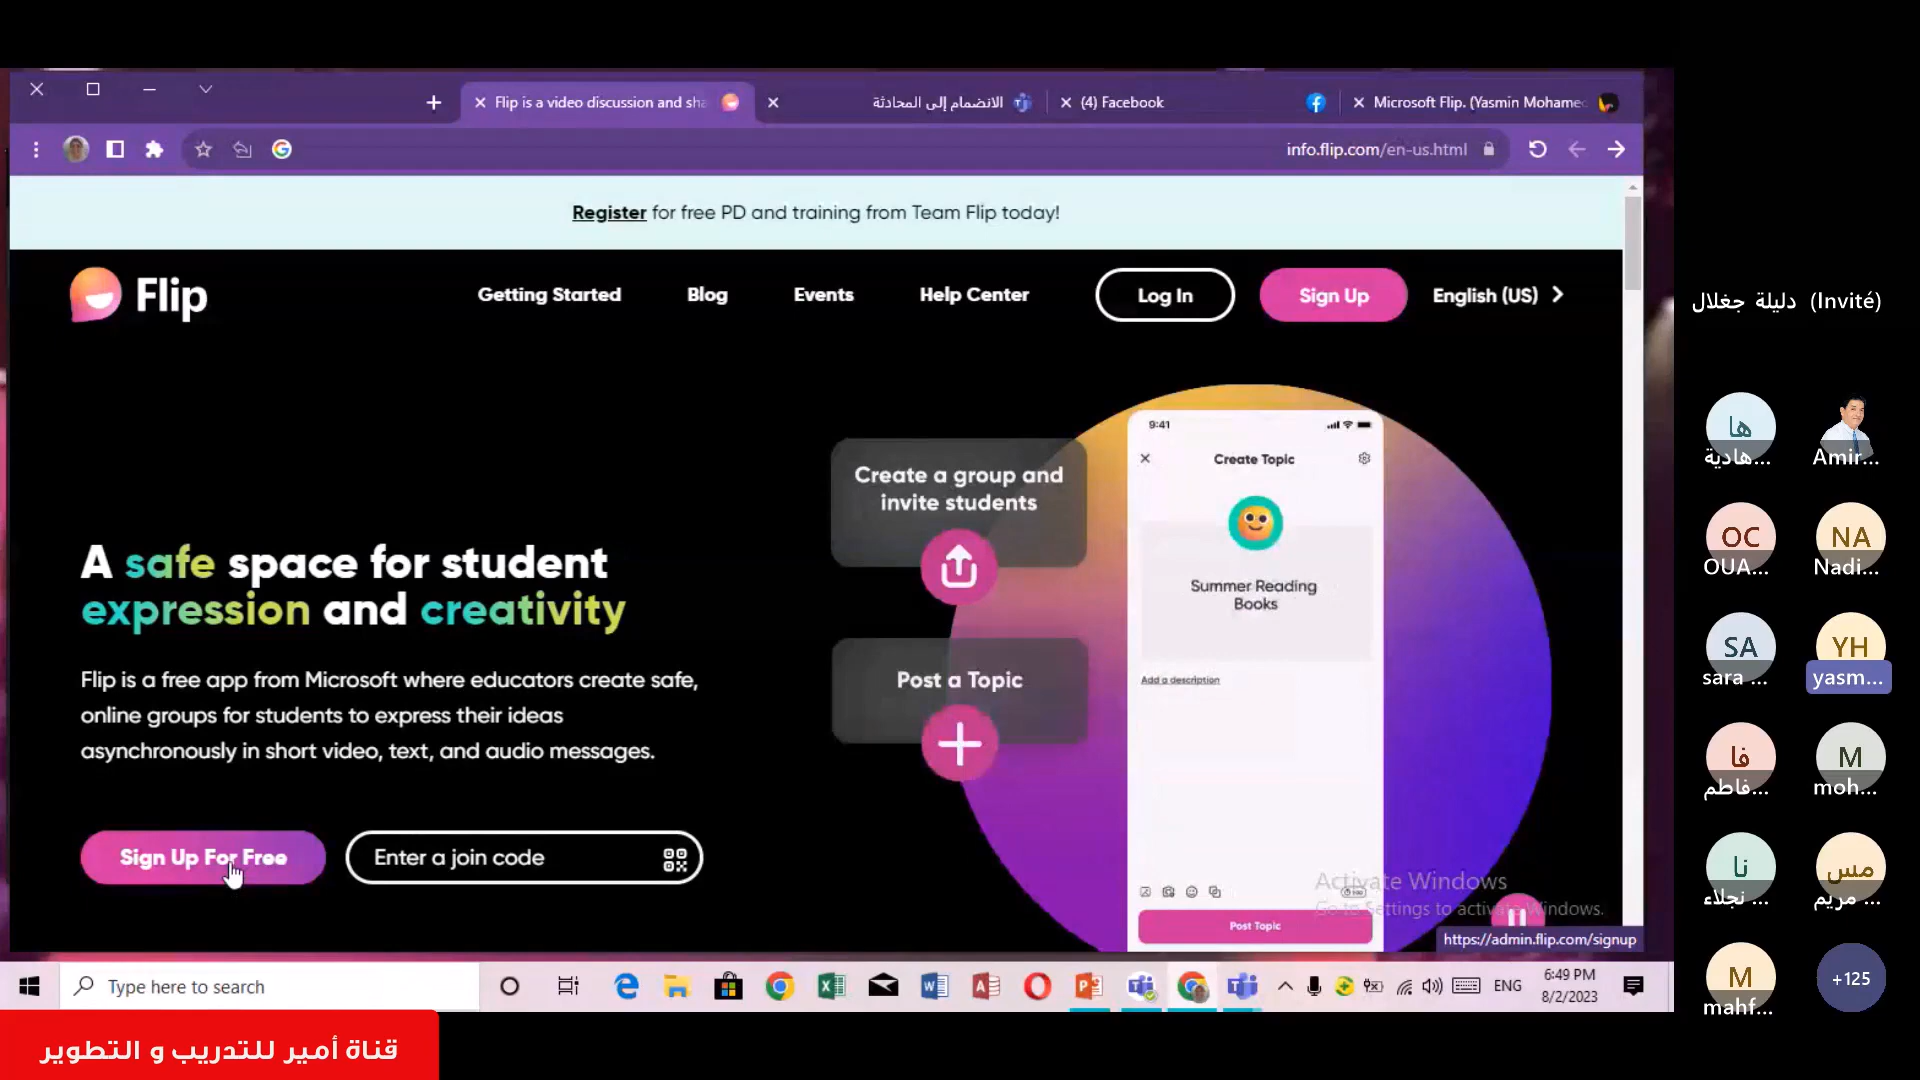 Flip is a video discussion and sha
الانضمام إلى المحادثة
(4) Facebook
Microsoft Flip. (Yasmin Mohamed
info.flip.com/en-us.html
Register for free PD and training from Team Flip today!
Flip
Getting Started
Blog
Events
Help Center
Log In
Sign Up
English (US)
A safe space for student
expression and creativity
Flip is a free app from Microsoft where educators create safe,
online groups for students to express their ideas
asynchronously in short video, text, and audio messages.
Sign Up For Free
Enter a join code
Create a group and
invite students
Post a Topic
9:41
Create Topic
Summer Reading
Books
Add a description
Post Topic
Activate Windows
Go to Settings to activate Windows.
https://admin.flip.com/signup
Type here to search
ENG
6:49 PM
8/2/2023
دليلة جغلال (Invité)
ها
هادية...
Amir...
OC
OUA...
NA
Nadi...
SA
sara ...
YH
yasm...
فا
فاطم...
M
moh...
نا
نجلاء ...
مس
مريم ...
M
mahf...
+125
قناة أمير للتدريب و التطوير